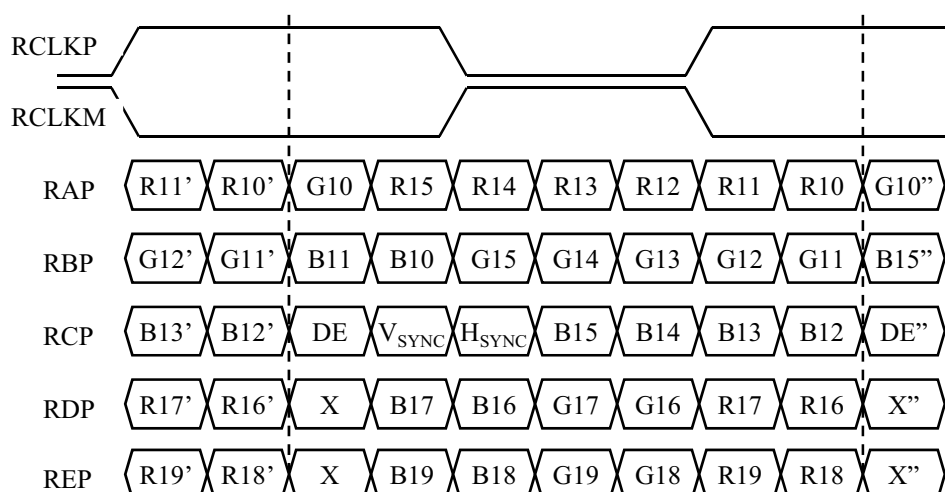 RCLKP
RCLKM
RAP R11’ R10’ G10 R15 R14 R13 R12 R11 R10 G10”
RBP G12’ G11’ B11 B10 G15 G14 G13 G12 G11 B15”
RCP B13’ B12’ DE VSYNC HSYNC B15 B14 B13 B12 DE”
RDP R17’ R16’ X B17 B16 G17 G16 R17 R16 X”
REP R19’ R18’ X B19 B18 G19 G18 R19 R18 X”